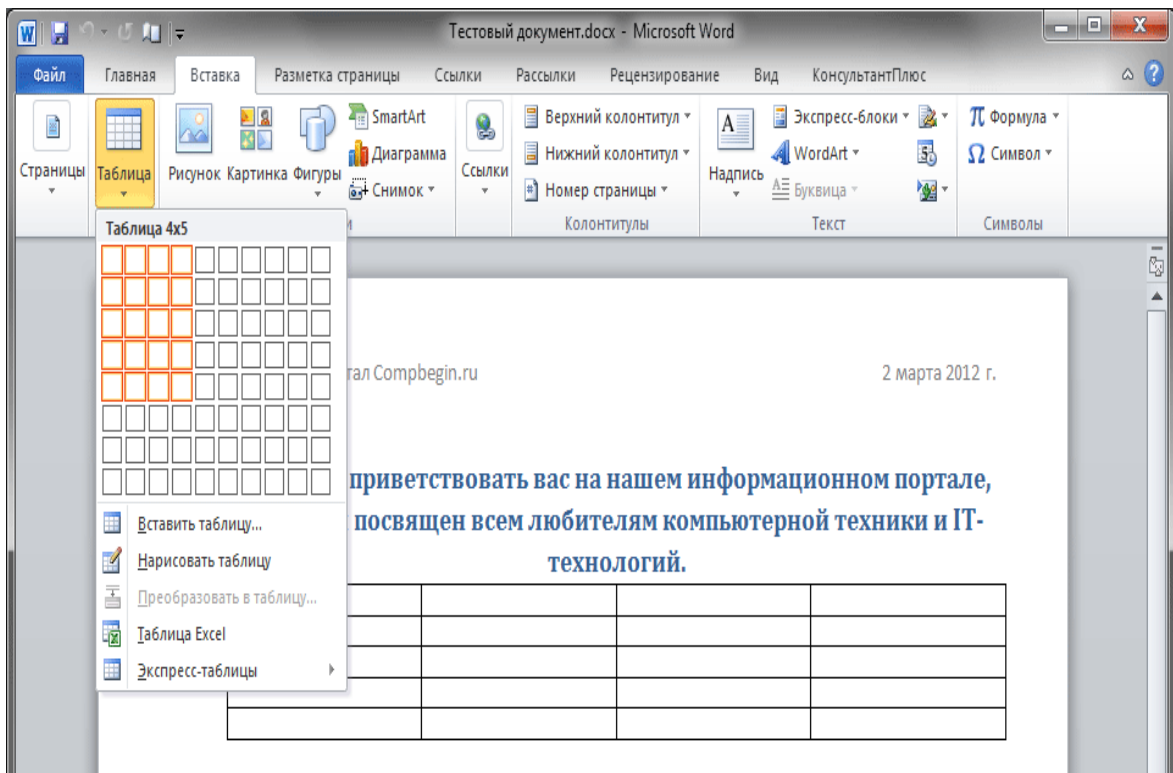 Тестовый документ.docx - Microsoft Word
Файл Главная Вставка Разметка страницы Ссылки Рассылки Рецензирование Вид КонсультантПлюс
Страницы
Таблица
Рисунок Картинка Фигуры
SmartArt
Диаграмма
Снимок
Ссылки
Верхний колонтитул
Нижний колонтитул
Номер страницы
Колонтитулы
Надпись
Экспресс-блоки
WordArt
Буквица
Текст
π Формула
Ω Символ
Символы
Таблица 4x5
Вставить таблицу...
Нарисовать таблицу
Преобразовать в таблицу...
Таблица Excel
Экспресс-таблицы
Compbegin.ru 2 марта 2012 г.
приветствовать вас на нашем информационном портале,
посвящен всем любителям компьютерной техники и IT-
технологий.